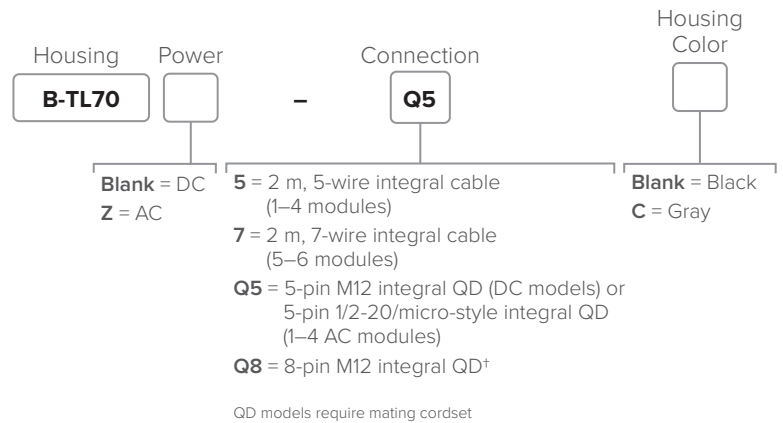 Housing Power Connection Housing Color
B-TL70 – Q5
Blank = DC
Z = AC
5 = 2 m, 5-wire integral cable
(1–4 modules)
7 = 2 m, 7-wire integral cable
(5–6 modules)
Q5 = 5-pin M12 integral QD (DC models) or
5-pin 1/2-20/micro-style integral QD
(1–4 AC modules)
Q8 = 8-pin M12 integral QD†
QD models require mating cordset
Blank = Black
C = Gray